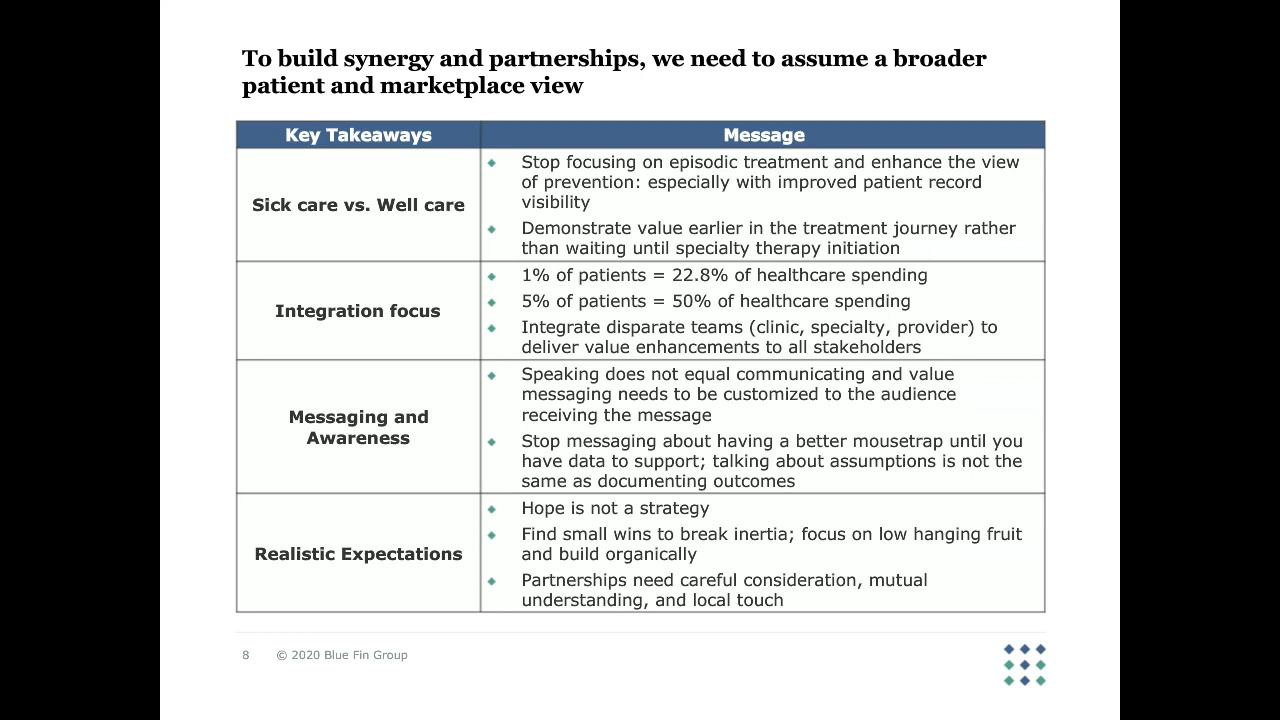 To build synergy and partnerships, we need to assume a broader
patient and marketplace view
Key Takeaways
Message
Sick care vs. Well care
Stop focusing on episodic treatment and enhance the view
of prevention: especially with improved patient record
visibility
Demonstrate value earlier in the treatment journey rather
than waiting until specialty therapy initiation
Integration focus
1% of patients = 22.8% of healthcare spending
5% of patients = 50% of healthcare spending
Integrate disparate teams (clinic, specialty, provider) to
deliver value enhancements to all stakeholders
Messaging and
Awareness
Speaking does not equal communicating and value
messaging needs to be customized to the audience
receiving the message
Stop messaging about having a better mousetrap until you
have data to support; talking about assumptions is not the
same as documenting outcomes
Realistic Expectations
Hope is not a strategy
Find small wins to break inertia; focus on low hanging fruit
and build organically
Partnerships need careful consideration, mutual
understanding, and local touch
8 © 2020 Blue Fin Group